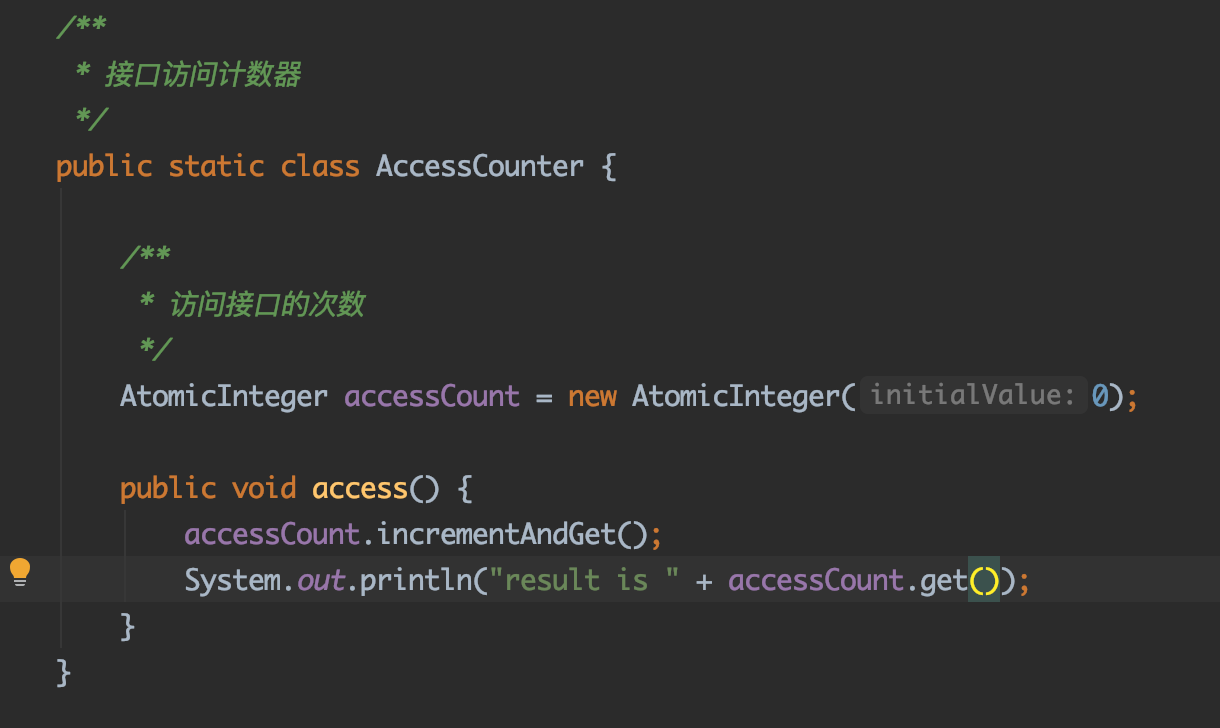 /**
 * 接口访问计数器
 */
public static class AccessCounter {
    /**
     * 访问接口的次数
     */
    AtomicInteger accessCount = new AtomicInteger( initialValue: 0);
    public void access() {
        accessCount.incrementAndGet();
        System.out.println("result is " + accessCount.get());
    }
}